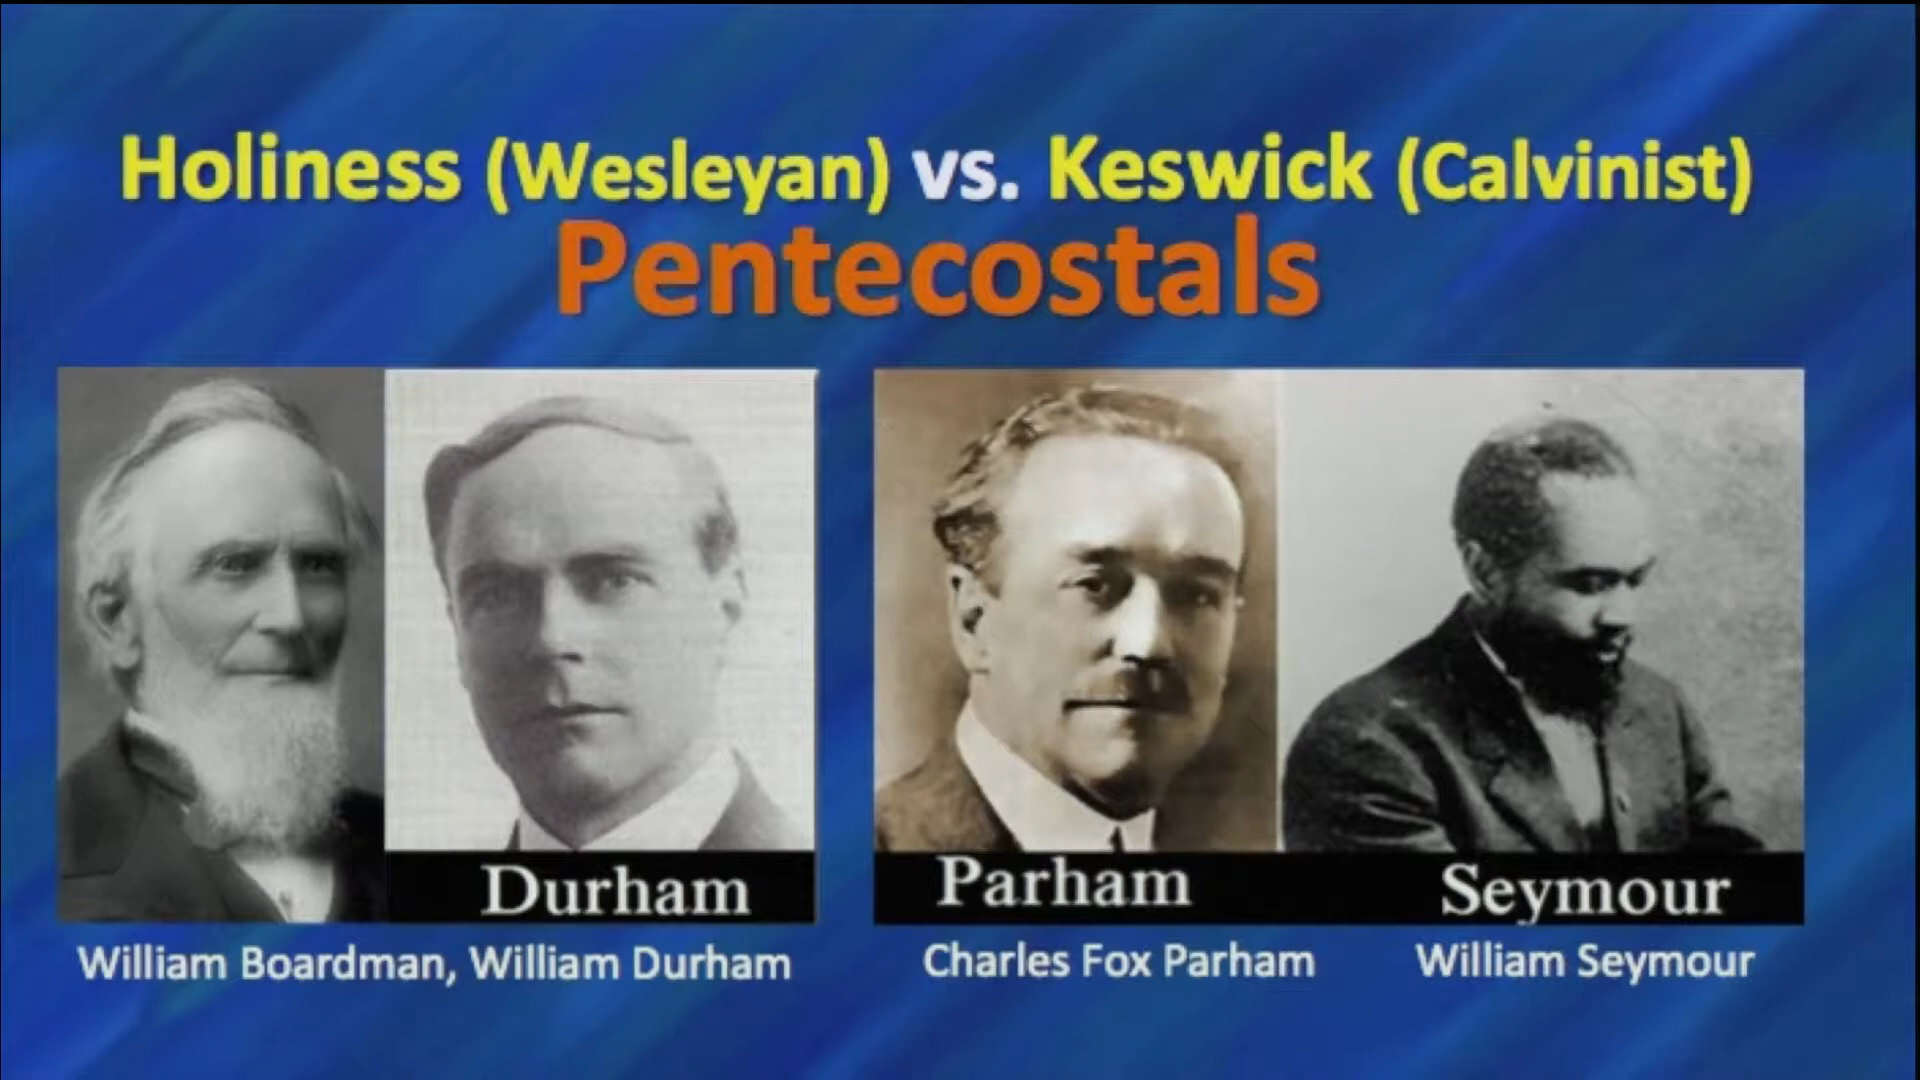 Holiness (Wesleyan) vs. Keswick (Calvinist)
Pentecostals
Durham
Parham
Seymour
William Boardman, William Durham
Charles Fox Parham
William Seymour